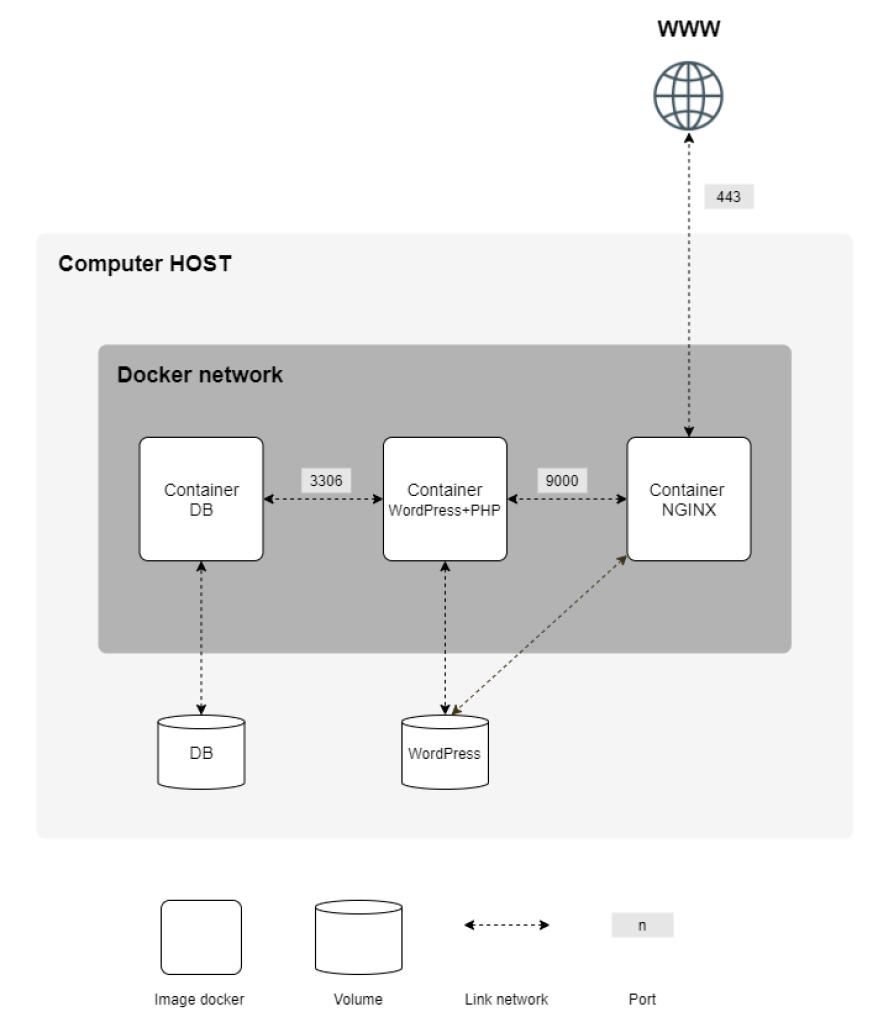 WWW
443
Computer HOST
Docker network
Container
DB
3306
Container
WordPress+PHP
9000
Container
NGINX
DB
WordPress
n
Image docker
Volume
Link network
Port